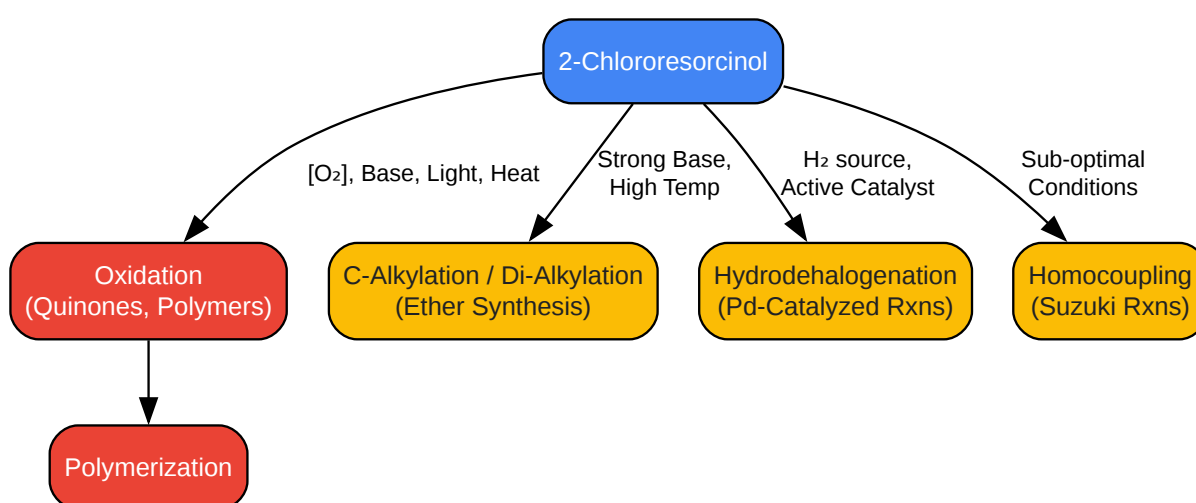 2-Chlororesorcinol
[O₂], Base, Light, Heat
Strong Base,
High Temp
H₂ source,
Active Catalyst
Sub-optimal
Conditions
Oxidation
(Quinones, Polymers)
C-Alkylation / Di-Alkylation
(Ether Synthesis)
Hydrodehalogenation
(Pd-Catalyzed Rxns)
Homocoupling
(Suzuki Rxns)
Polymerization